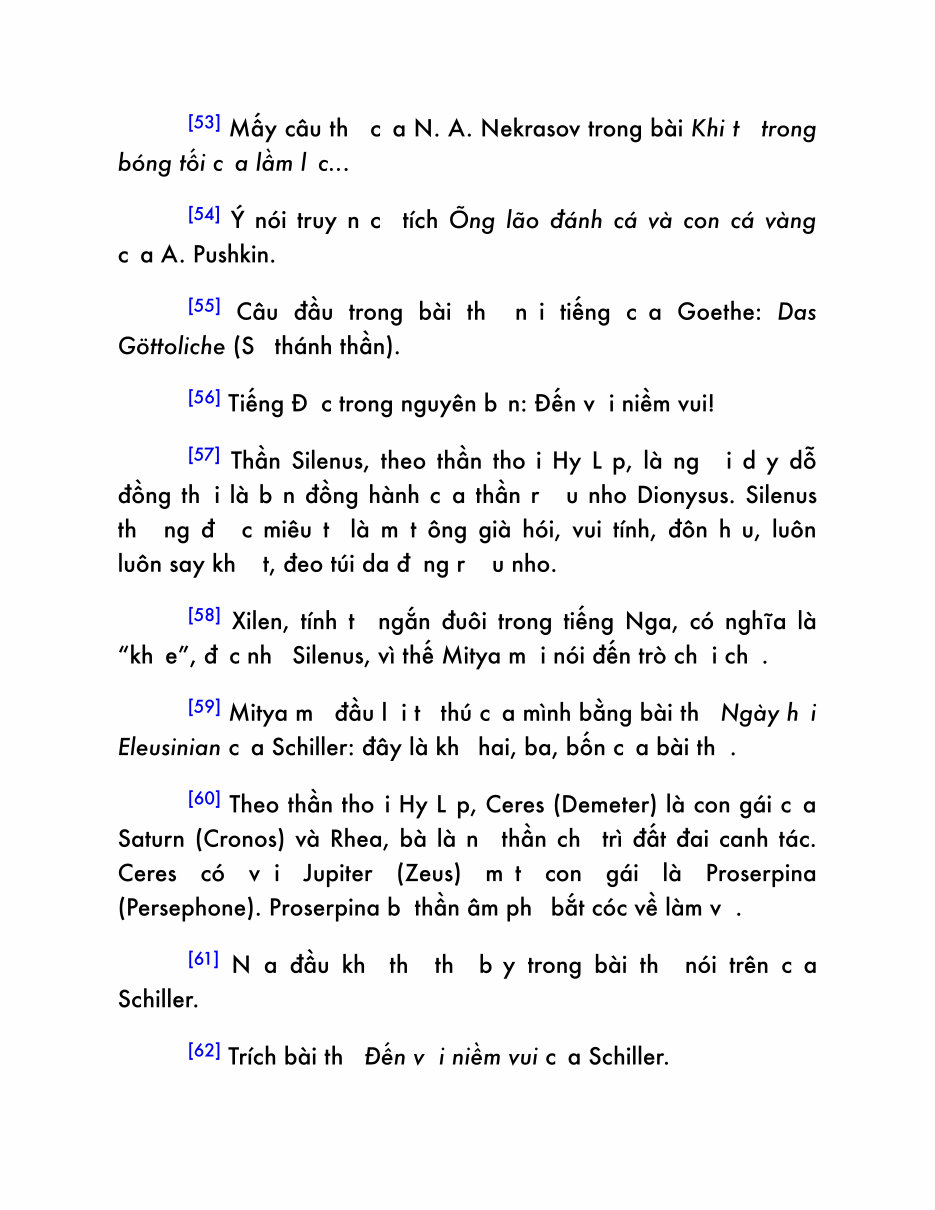 [53] Mấy câu th c a N. A. Nekrasov trong bài Khi t trong
bóng tối c a lầm l c...
[54] Ý nói truy n c tích Õng lão đánh cá và con cá vàng
c a A. Pushkin.
[55] Câu đầu trong bài th n i tiếng c a Goethe: Das
Göttoliche (S thánh thần).
[56] Tiếng Đ c trong nguyên b n: Đến v i niềm vui!
[57] Thần Silenus, theo thần tho i Hy L p, là ng i d y dỗ
đồng th i là b n đồng hành c a thần r u nho Dionysus. Silenus
th ng đ c miêu t là m t ông già hói, vui tính, đôn h u, luôn
luôn say kh t, đeo túi da đ ng r u nho.
[58] Xilen, tính t ngắn đuôi trong tiếng Nga, có nghĩa là
“kh e”, đ c nh Silenus, vì thế Mitya m i nói đến trò ch i ch .
[59] Mitya m đầu l i t thú c a mình bằng bài th Ngày h i
Eleusinian c a Schiller: đây là kh hai, ba, bốn c a bài th .
[60] Theo thần tho i Hy L p, Ceres (Demeter) là con gái c a
Saturn (Cronos) và Rhea, bà là n thần ch trì đất đai canh tác.
Ceres có v i Jupiter (Zeus) m t con gái là Proserpina
(Persephone). Proserpina b thần âm ph bắt cóc về làm v .
[61] N a đầu kh th th b y trong bài th nói trên c a
Schiller.
[62] Trích bài th Đến v i niềm vui c a Schiller.